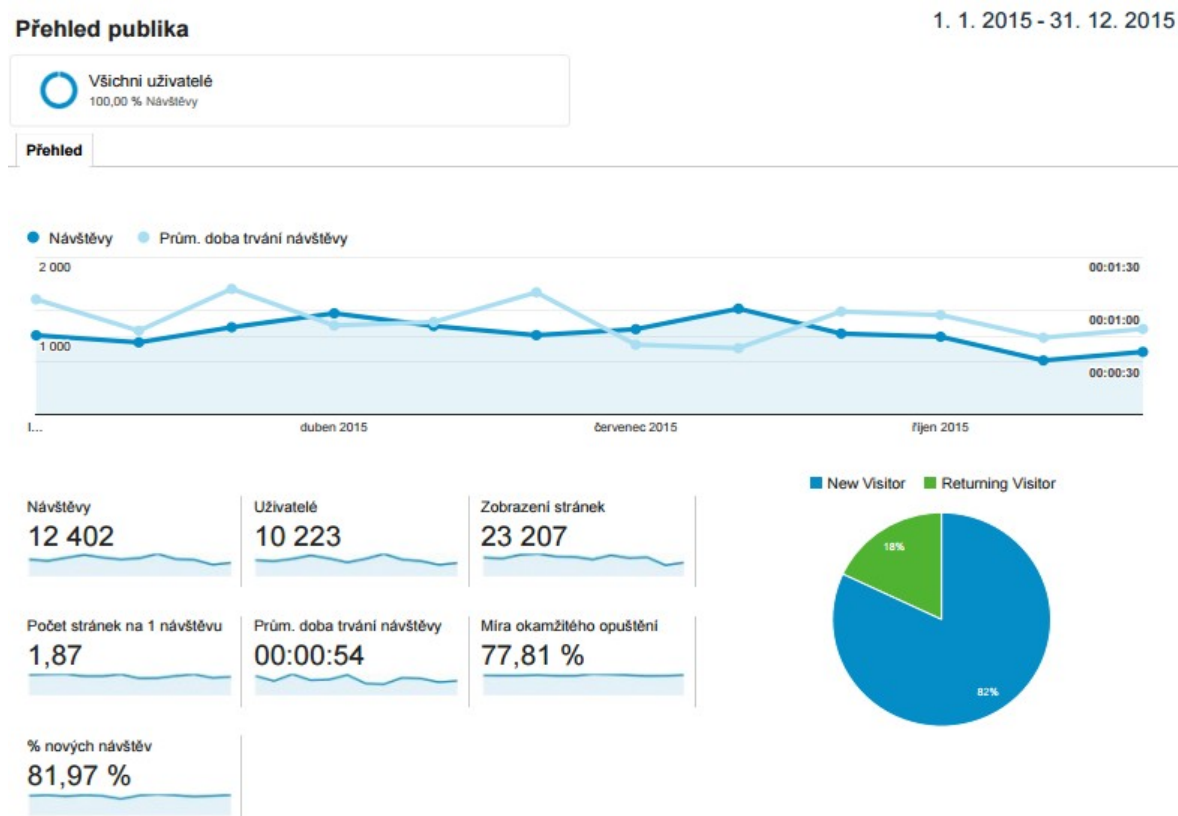 Přehled publika
1. 1. 2015 - 31. 12. 2015
Všichni uživatelé
100,00 % Návštěvy
Přehled
Návštěvy
Prům. doba trvání návštěvy
2 000
00:01:30
1 000
00:01:00
00:00:30
l...
duben 2015
červenec 2015
říjen 2015
Návštěvy
12 402
Uživatelé
10 223
Zobrazení stránek
23 207
Počet stránek na 1 návštěvu
1,87
Prům. doba trvání návštěvy
00:00:54
Míra okamžitého opuštění
77,81 %
% nových návštěv
81,97 %
New Visitor
Returning Visitor
18%
82%